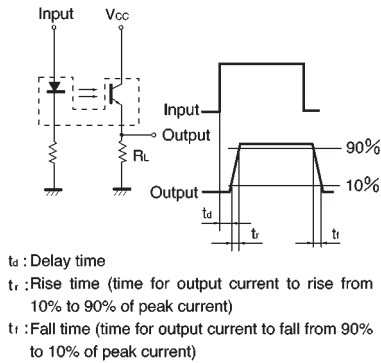 Input Vcc
Input
Output
RL
90%
10%
Output
td
tr
tf
td : Delay time
tr : Rise time (time for output current to rise from
10% to 90% of peak current)
tf : Fall time (time for output current to fall from 90%
to 10% of peak current)